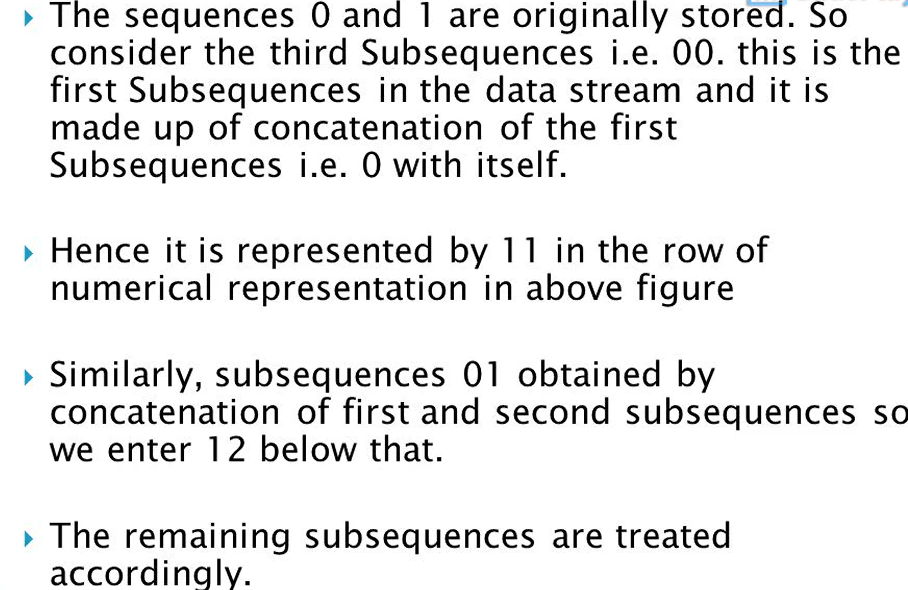 The sequences 0 and 1 are originally stored. So
consider the third Subsequences i.e. 00. this is the
first Subsequences in the data stream and it is
made up of concatenation of the first
Subsequences i.e. 0 with itself.
Hence it is represented by 11 in the row of
numerical representation in above figure
Similarly, subsequences 01 obtained by
concatenation of first and second subsequences so
we enter 12 below that.
The remaining subsequences are treated
accordingly.